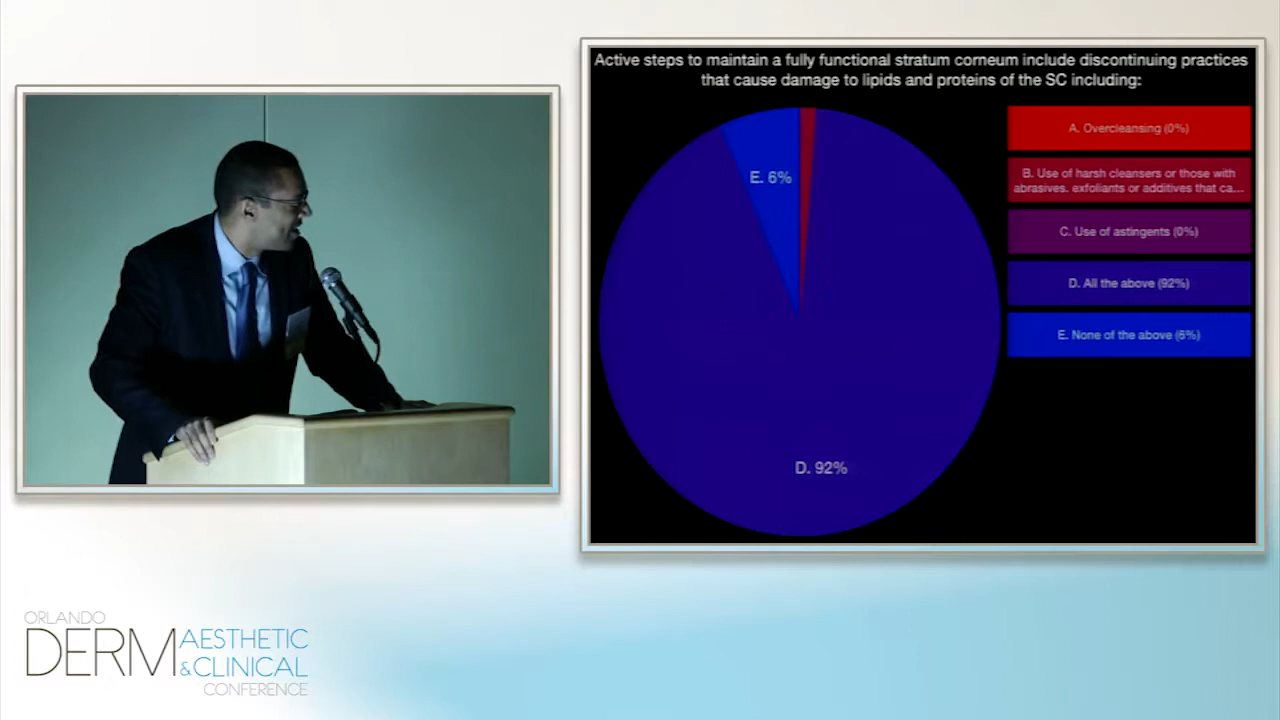 Active steps to maintain a fully functional stratum corneum include discontinuing practices
that cause damage to lipids and proteins of the SC including:
A. Overcleansing (0%)
B. Use of harsh cleansers or those with
abrasives. exfoliants or additives that ca...
C. Use of astingents (0%)
D. All the above (92%)
E. None of the above (6%)
E. 6%
D. 92%
ORLANDO
DERM AESTHETIC
& CLINICAL
CONFERENCE